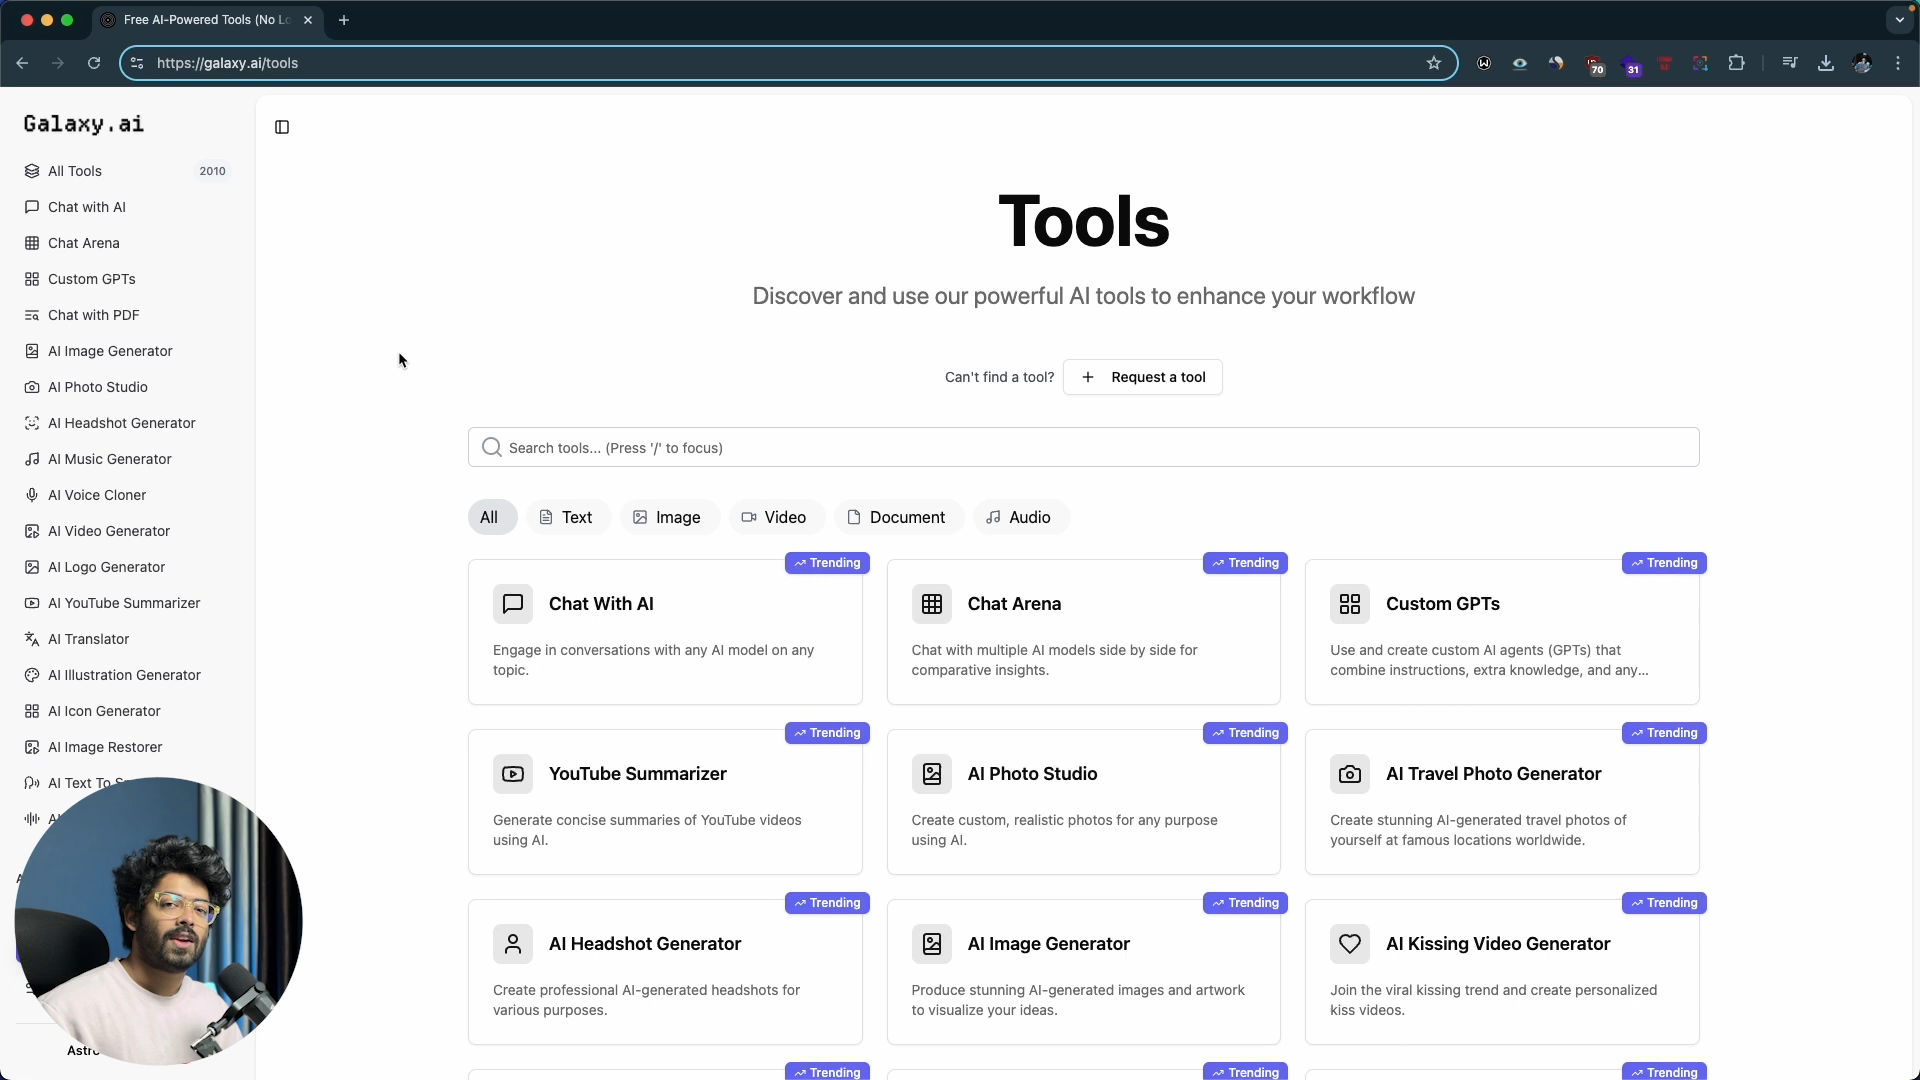 Free AI-Powered Tools (No Lo
https://galaxy.ai/tools
70
31
Galaxy.ai
All Tools 2010
Chat with AI
Chat Arena
Custom GPTs
Chat with PDF
AI Image Generator
AI Photo Studio
AI Headshot Generator
AI Music Generator
AI Voice Cloner
AI Video Generator
AI Logo Generator
AI YouTube Summarizer
AI Translator
AI Illustration Generator
AI Icon Generator
AI Image Restorer
AI Text To
Tools
Discover and use our powerful AI tools to enhance your workflow
Can't find a tool? + Request a tool
Search tools... (Press '/' to focus)
All Text Image Video Document Audio
Trending
Chat With AI
Engage in conversations with any AI model on any
topic.
Trending
Chat Arena
Chat with multiple AI models side by side for
comparative insights.
Trending
Custom GPTs
Use and create custom AI agents (GPTs) that
combine instructions, extra knowledge, and any...
Trending
YouTube Summarizer
Generate concise summaries of YouTube videos
using AI.
Trending
AI Photo Studio
Create custom, realistic photos for any purpose
using AI.
Trending
AI Travel Photo Generator
Create stunning AI-generated travel photos of
yourself at famous locations worldwide.
Trending
AI Headshot Generator
Create professional AI-generated headshots for
various purposes.
Trending
AI Image Generator
Produce stunning AI-generated images and artwork
to visualize your ideas.
Trending
AI Kissing Video Generator
Join the viral kissing trend and create personalized
kiss videos.
Trending
Trending
Trending
Astro